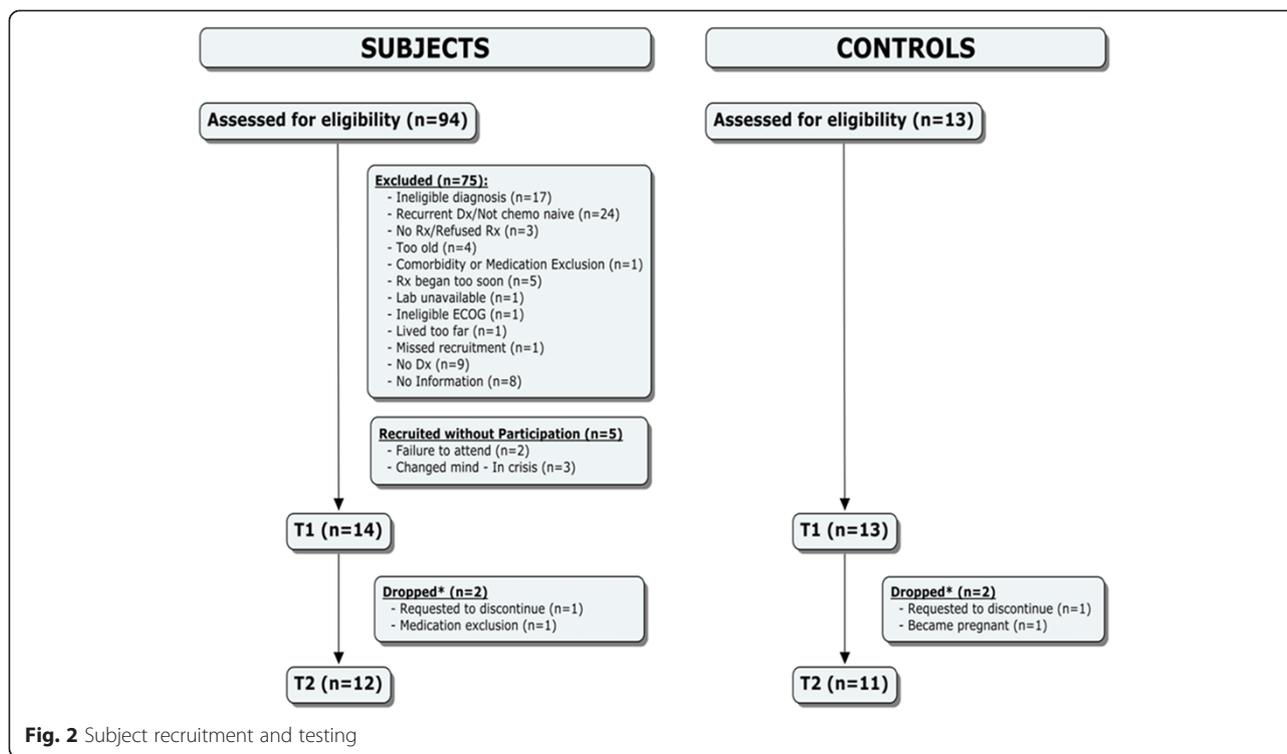 SUBJECTS
Assessed for eligibility (n=94)
Excluded (n=75):
- Ineligible diagnosis (n=17)
- Recurrent Dx/Not chemo naive (n=24)
- No Rx/Refused Rx (n=3)
- Too old (n=4)
- Comorbidity or Medication Exclusion (n=1)
- Rx began too soon (n=5)
- Lab unavailable (n=1)
- Ineligible ECOG (n=1)
- Lived too far (n=1)
- Missed recruitment (n=1)
- No Dx (n=9)
- No Information (n=8)
Recruited without Participation (n=5)
- Failure to attend (n=2)
- Changed mind - In crisis (n=3)
T1 (n=14)
Dropped* (n=2)
- Requested to discontinue (n=1)
- Medication exclusion (n=1)
T2 (n=12)
CONTROLS
Assessed for eligibility (n=13)
T1 (n=13)
Dropped* (n=2)
- Requested to discontinue (n=1)
- Became pregnant (n=1)
T2 (n=11)
Fig. 2 Subject recruitment and testing